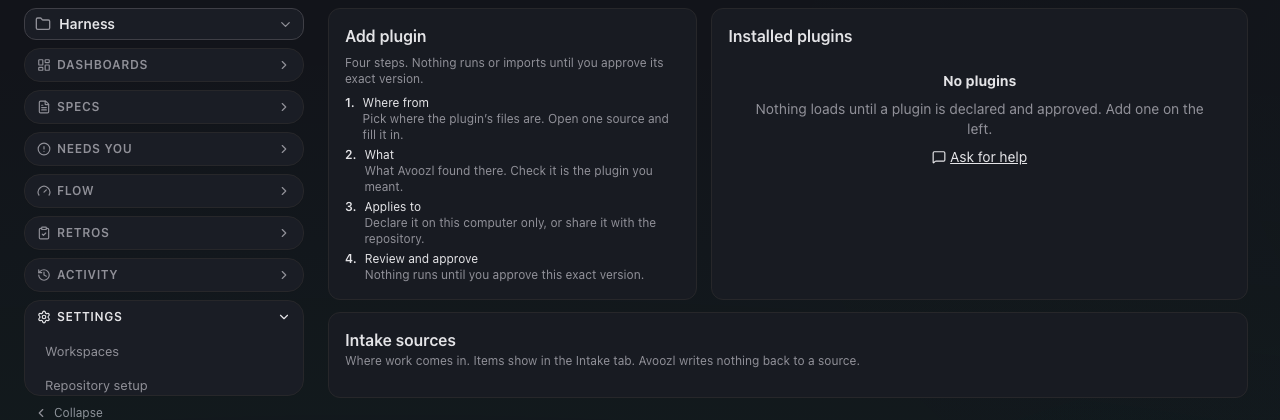 Harness
DASHBOARDS
SPECS
NEEDS YOU
FLOW
RETROS
ACTIVITY
SETTINGS
Workspaces
Repository setup
Collapse
Add plugin
Four steps. Nothing runs or imports until you approve its
exact version.
1. Where from
Pick where the plugin's files are. Open one source and
fill it in.
2. What
What Avoozl found there. Check it is the plugin you
meant.
3. Applies to
Declare it on this computer only, or share it with the
repository.
4. Review and approve
Nothing runs until you approve this exact version.
Installed plugins
No plugins
Nothing loads until a plugin is declared and approved. Add one on the
left.
Ask for help
Intake sources
Where work comes in. Items show in the Intake tab. Avoozl writes nothing back to a source.